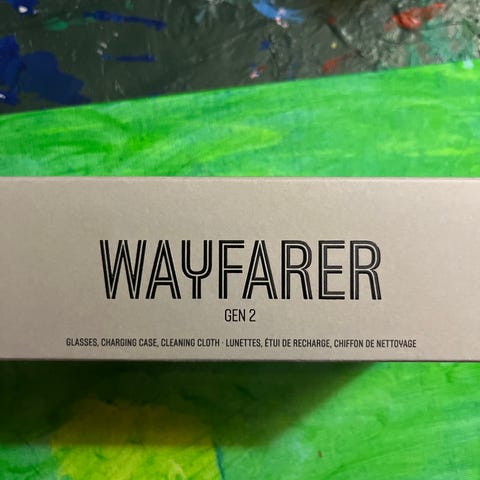 WAYFARER
GEN 2
GLASSES, CHARGING CASE, CLEANING CLOTH · LUNETTES, ÉTUI DE RECHARGE, CHIFFON DE NETTOYAGE